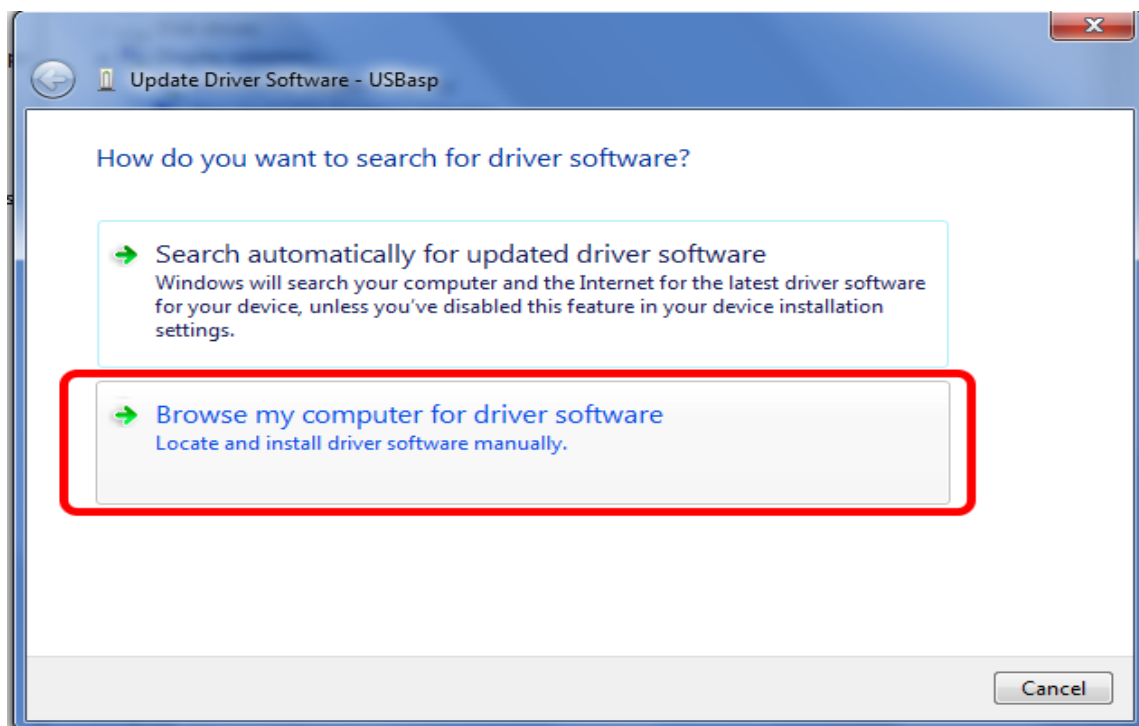 Update Driver Software - USBasp
How do you want to search for driver software?
Search automatically for updated driver software
Windows will search your computer and the Internet for the latest driver software
for your device, unless you've disabled this feature in your device installation
settings.
Browse my computer for driver software
Locate and install driver software manually.
Cancel